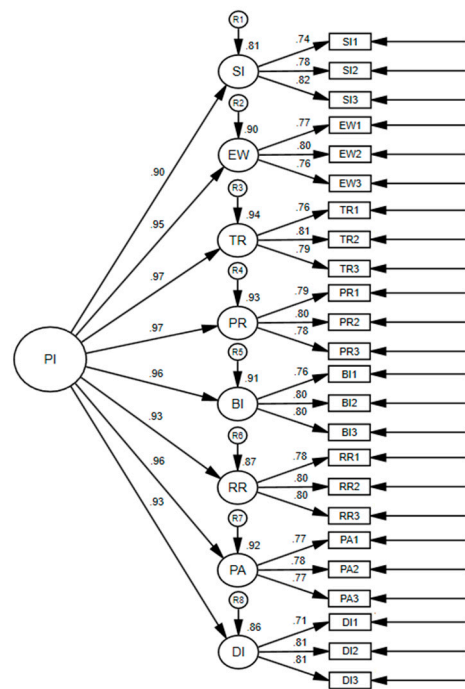 R1
.81
.74
SI1
.90
SI
.78
SI2
.82
SI3
R2
.90
.77
EW1
.95
EW
.80
EW2
.76
EW3
R3
.94
.76
TR1
.97
TR
.81
TR2
.79
TR3
R4
.93
.79
PR1
.97
PR
.80
PR2
.78
PR3
PI
R5
.91
.76
BI1
.96
BI
.80
BI2
.80
BI3
R6
.87
.78
RR1
.93
RR
.80
RR2
.80
RR3
R7
.92
.77
PA1
.96
PA
.78
PA2
.77
PA3
R8
.86
.71
DI1
.93
DI
.81
DI2
.81
DI3